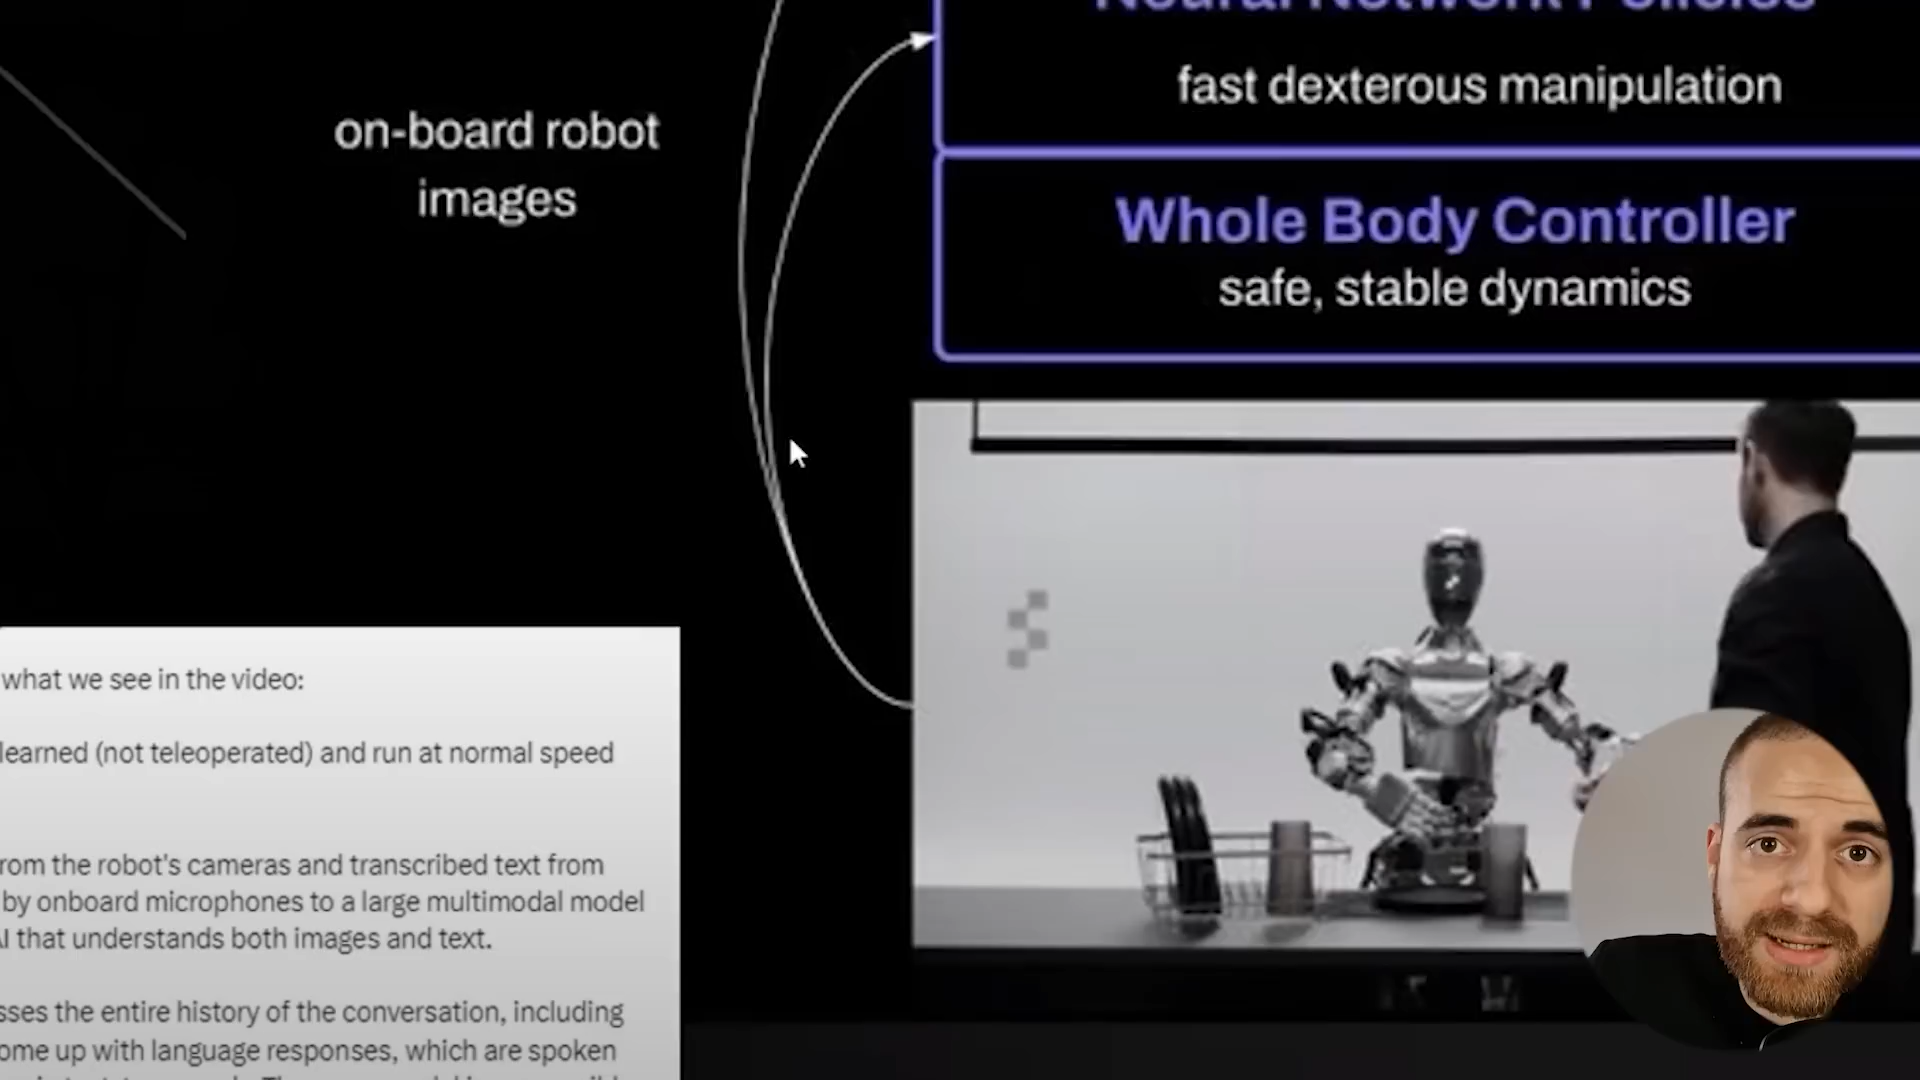 Neural Network Policies
fast dexterous manipulation
on-board robot
images
Whole Body Controller
safe, stable dynamics
what we see in the video:
learned (not teleoperated) and run at normal speed
rom the robot's cameras and transcribed text from
by onboard microphones to a large multimodal model
that understands both images and text.
sses the entire history of the conversation, including
ome up with language responses, which are spoken